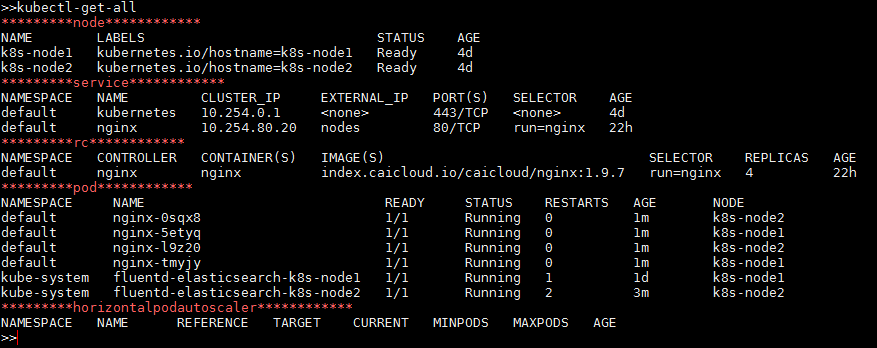 >>kubectl-get-all
*********node************
NAME LABELS STATUS AGE
k8s-node1 kubernetes.io/hostname=k8s-node1 Ready 4d
k8s-node2 kubernetes.io/hostname=k8s-node2 Ready 4d
*********service************
NAMESPACE NAME CLUSTER_IP EXTERNAL_IP PORT(S) SELECTOR AGE
default kubernetes 10.254.0.1 <none> 443/TCP <none> 4d
default nginx 10.254.80.20 nodes 80/TCP run=nginx 22h
*********rc************
NAMESPACE CONTROLLER CONTAINER(S) IMAGE(S) SELECTOR REPLICAS AGE
default nginx nginx index.caicloud.io/caicloud/nginx:1.9.7 run=nginx 4 22h
*********pod************
NAMESPACE NAME READY STATUS RESTARTS AGE NODE
default nginx-0sqx8 1/1 Running 0 1m k8s-node2
default nginx-5etyq 1/1 Running 0 1m k8s-node1
default nginx-l9z20 1/1 Running 0 1m k8s-node2
default nginx-tmyjy 1/1 Running 0 1m k8s-node1
kube-system fluentd-elasticsearch-k8s-node1 1/1 Running 1 1d k8s-node1
kube-system fluentd-elasticsearch-k8s-node2 1/1 Running 2 3m k8s-node2
*********horizontalpodautoscaler************
NAMESPACE NAME REFERENCE TARGET CURRENT MINPODS MAXPODS AGE
>>